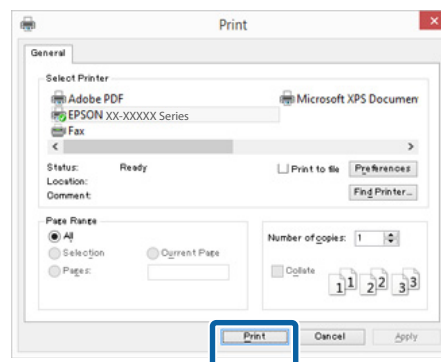 Print
General
Select Printer
Adobe PDF
Microsoft XPS Documen
EPSON XX-XXXXX Series
Fax
Status: Ready
Print to file
Preferences
Location:
Comment:
Find Printer...
Page Range
All
Number of copies: 1
Selection
Current Page
Pages:
Collate
1 1 2 2 3 3
Print
Cancel
Apply